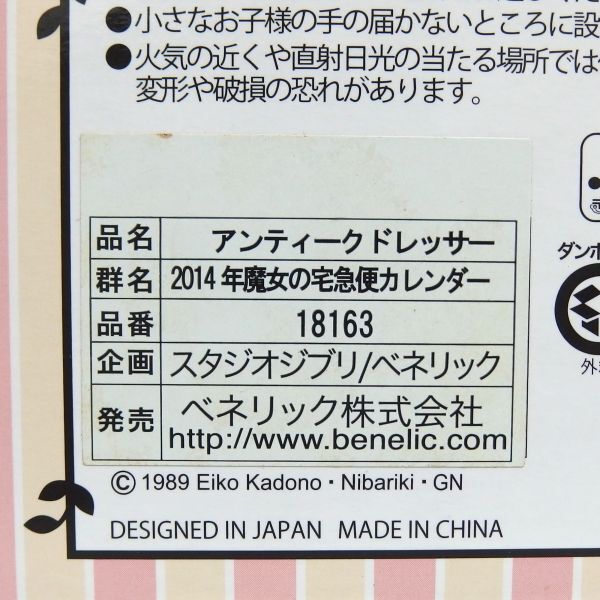 ●小さなお子様の手の届かないところに設
●火気の近くや直射日光の当たる場所では
変形や破損の恐れがあります。
品名 アンティークドレッサー
群名 2014年魔女の宅急便カレンダー
品番 18163
企画 スタジオジブリ/ベネリック
発売 ベネリック株式会社
http://www.benelic.com
ダンボ
外
© 1989 Eiko Kadono・Nibariki・GN
DESIGNED IN JAPAN MADE IN CHINA